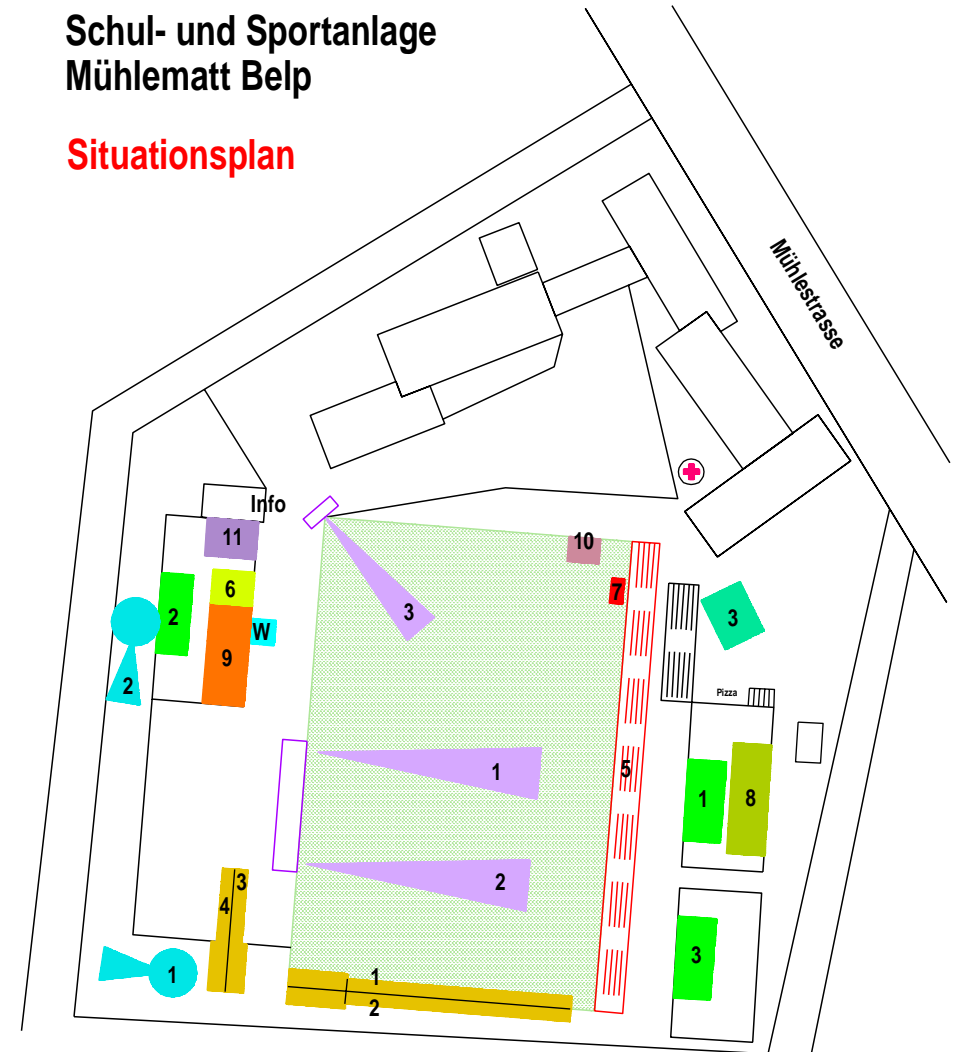 Schul- und Sportanlage
Mühlematt Belp
Situationsplan
Mühlestrasse
Info
11
10
6
7
2
3
3
W
9
2
Pizza
1
5
1
8
3
4
2
3
1
1
2